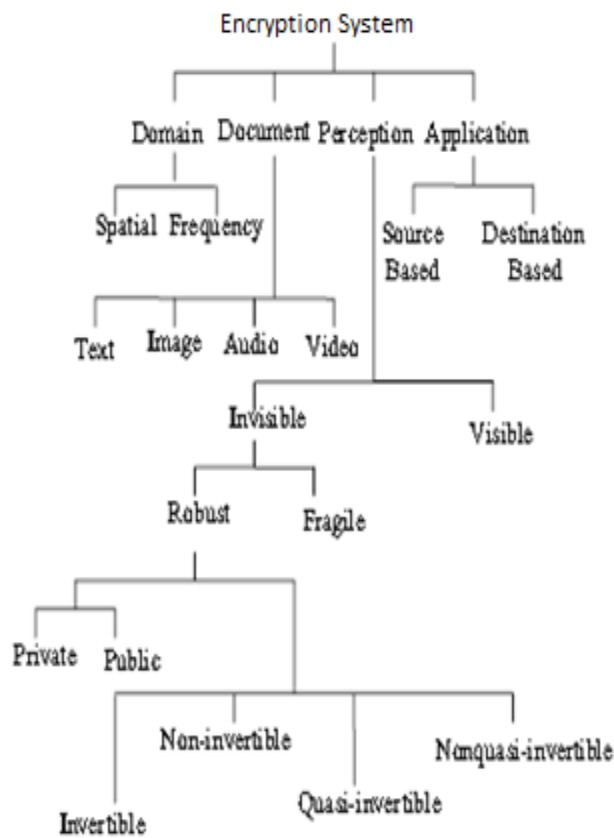 Encryption System
Domain Document Perception Application
Spatial Frequency
Source Based
Destination Based
Text Image Audio Video
Invisible
Visible
Robust
Fragile
Private Public
Non-invertible
Nonquasi-invertible
Quasi-invertible
Invertible